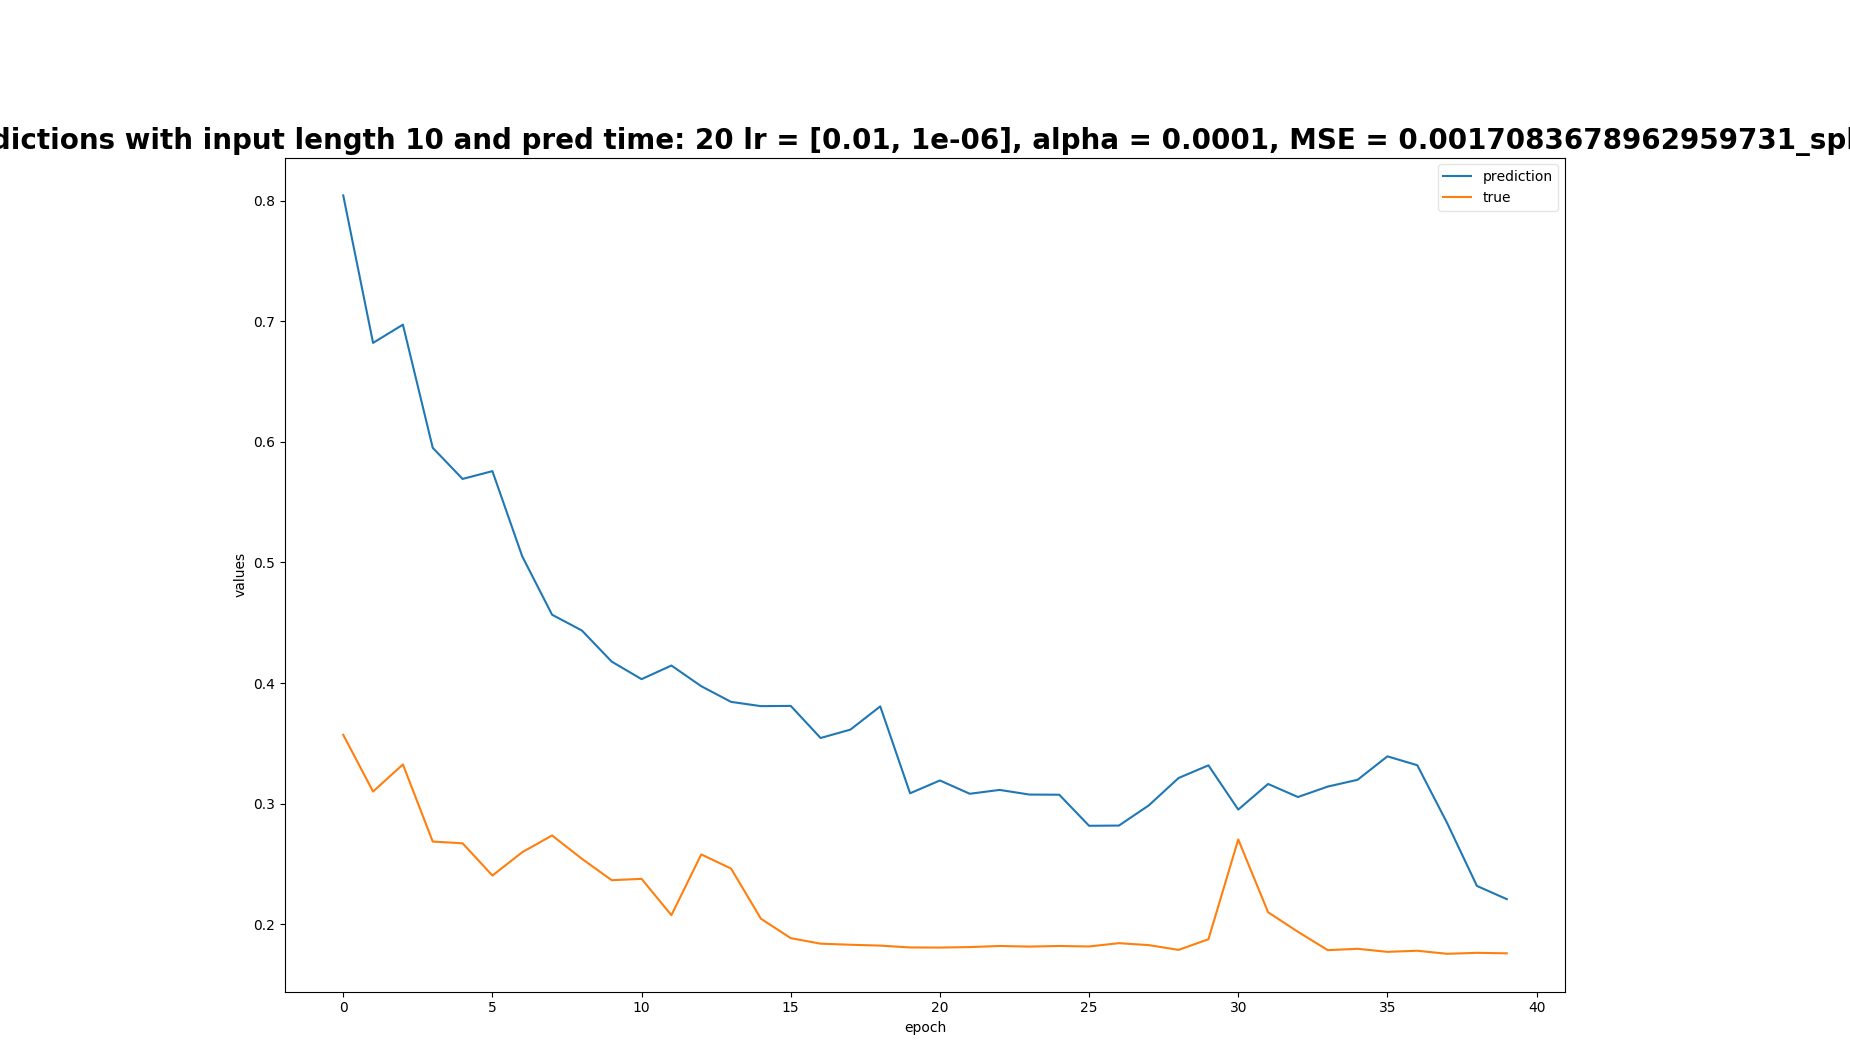 dictions with input length 10 and pred time: 20 lr = [0.01, 1e-06], alpha = 0.0001, MSE = 0.0017083678962959731_spl
prediction
true
0.8
0.7
0.6
0.5
0.4
0.3
0.2
values
0 5 10 15 20 25 30 35 40
epoch